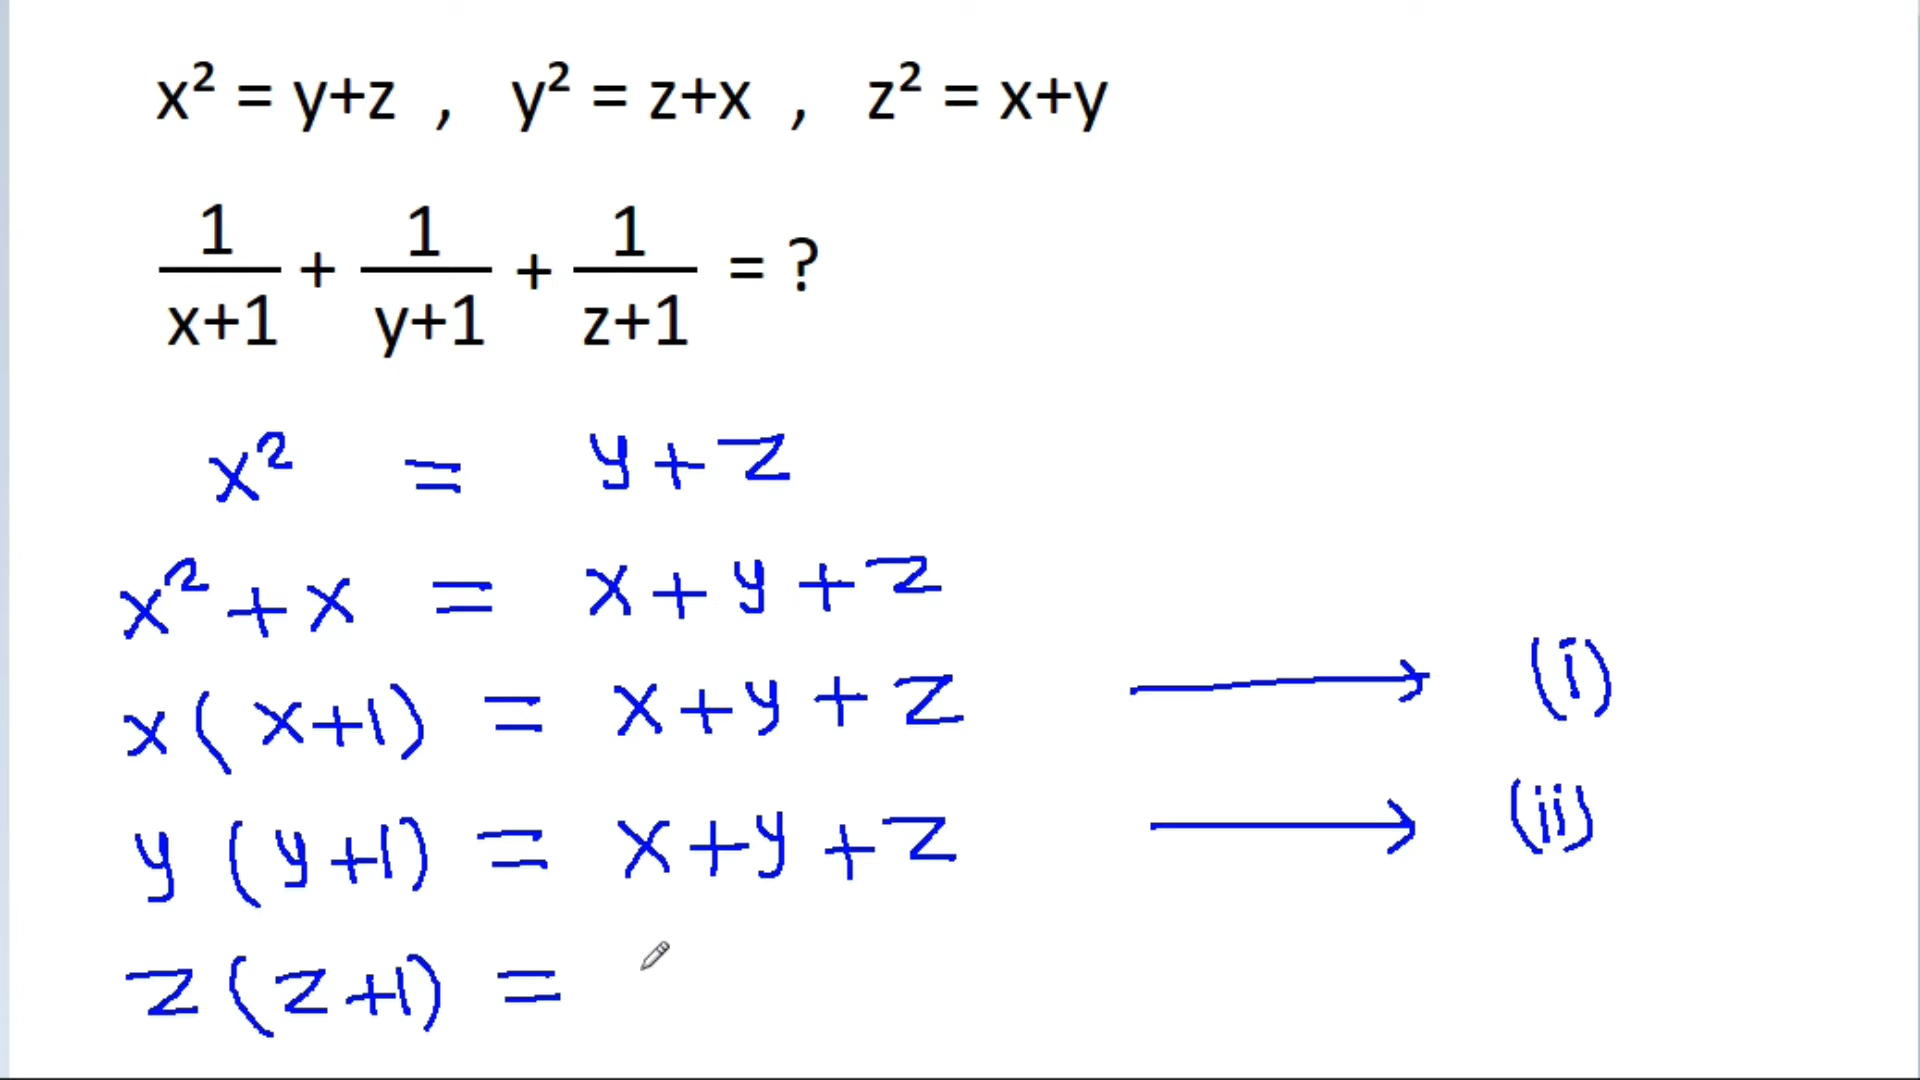 x² = y+z , y² = z+x , z² = x+y
1/x+1 + 1/y+1 + 1/z+1 = ?
x² = y+z
x²+x = x+y+z
x(x+1) = x+y+z → (i)
y(y+1) = x+y+z → (ii)
z(z+1) =